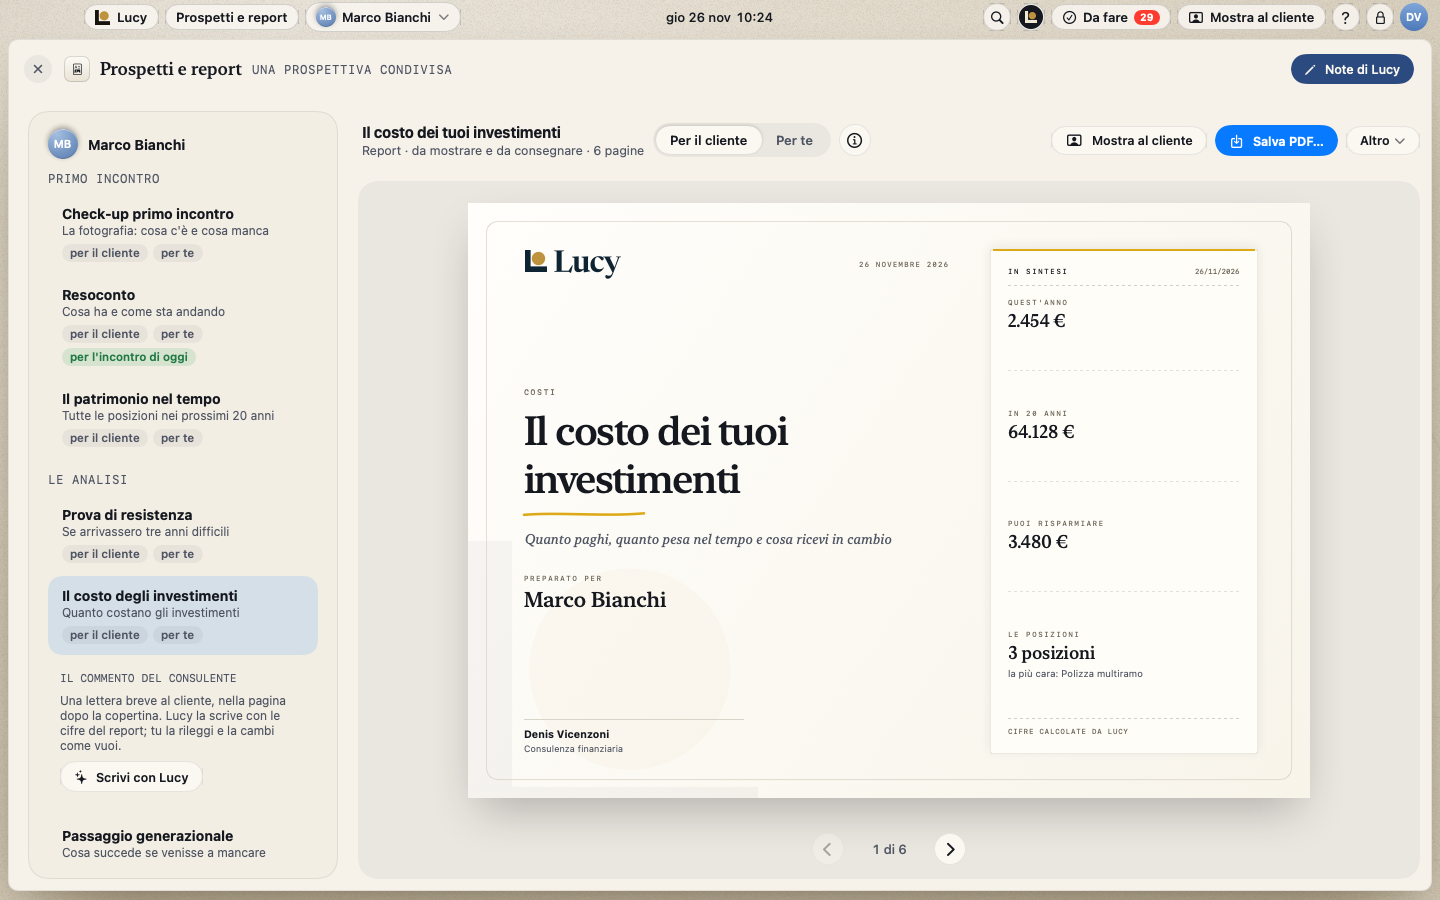 Lucy
Prospetti e report
MB Marco Bianchi
gio 26 nov 10:24
Da fare 29
Mostra al cliente
?
DV
Prospetti e report UNA PROSPETTIVA CONDIVISA
Note di Lucy
MB Marco Bianchi
PRIMO INCONTRO
Check-up primo incontro
La fotografia: cosa c'è e cosa manca
per il cliente per te
Resoconto
Cosa ha e come sta andando
per il cliente per te
per l'incontro di oggi
Il patrimonio nel tempo
Tutte le posizioni nei prossimi 20 anni
per il cliente per te
LE ANALISI
Prova di resistenza
Se arrivassero tre anni difficili
per il cliente per te
Il costo degli investimenti
Quanto costano gli investimenti
per il cliente per te
IL COMMENTO DEL CONSULENTE
Una lettera breve al cliente, nella pagina
dopo la copertina. Lucy la scrive con le
cifre del report; tu la rileggi e la cambi
come vuoi.
Scrivi con Lucy
Passaggio generazionale
Cosa succede se venisse a mancare
Il costo dei tuoi investimenti
Report · da mostrare e da consegnare · 6 pagine
Per il cliente Per te
Mostra al cliente
Salva PDF...
Altro
Lucy
26 NOVEMBRE 2026
COSTI
Il costo dei tuoi
investimenti
Quanto paghi, quanto pesa nel tempo e cosa ricevi in cambio
PREPARATO PER
Marco Bianchi
Denis Vicenzoni
Consulenza finanziaria
IN SINTESI 26/11/2026
QUEST'ANNO
2.454 €
IN 20 ANNI
64.128 €
PUOI RISPARMIARE
3.480 €
LE POSIZIONI
3 posizioni
la più cara: Polizza multiramo
CIFRE CALCOLATE DA LUCY
1 di 6